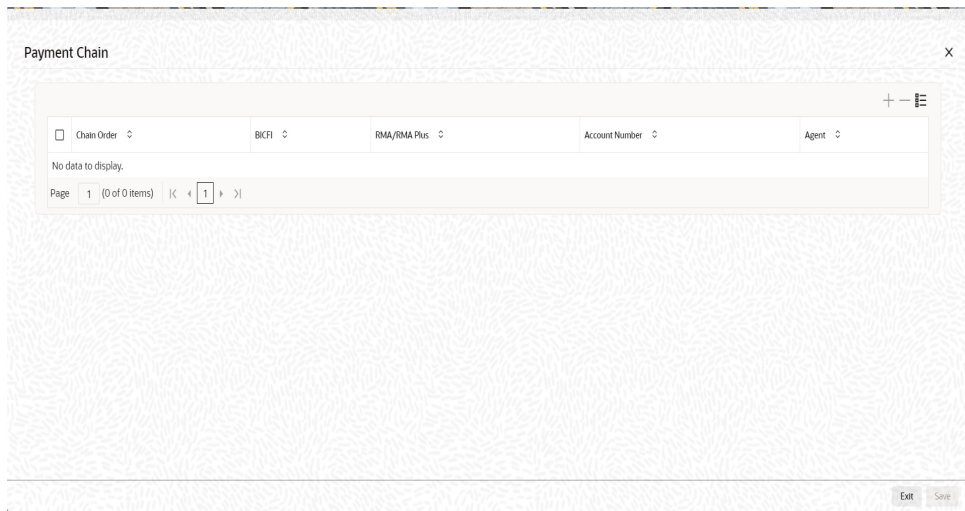 Payment Chain X
Chain Order BICFI RMA/RMA Plus Account Number Agent
No data to display.
Page 1 (0 of 0 items) 1
Exit Save